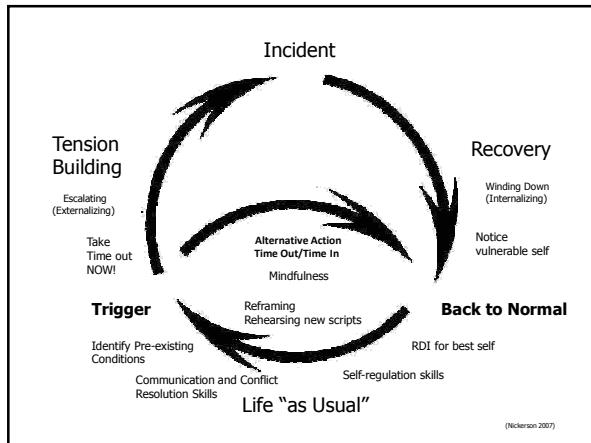 Incident
Tension
Building
Escalating
(Externalizing)
Take
Time out
NOW!
Recovery
Winding Down
(Internalizing)
Notice
vulnerable self
Alternative Action
Time Out/Time In
Mindfulness
Trigger
Reframing
Rehearsing new scripts
Back to Normal
Identify Pre-existing
Conditions
RDI for best self
Communication and Conflict
Resolution Skills
Self-regulation skills
Life "as Usual”
(Nickerson 2007)